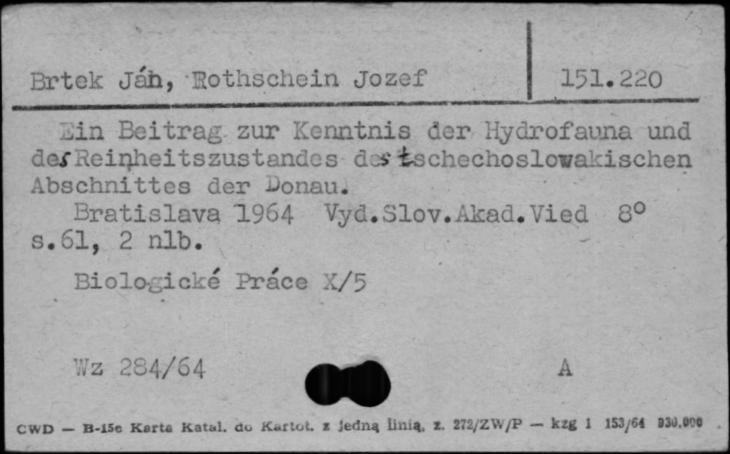 Brtek Ján, Rothschein Jozef 151.220
Ein Beitrag zur Kenntnis der Hydrofauna und
des Reinheitszustandes des tschechoslowakischen
Abschnittes der Donau.
Bratislava 1964 Vyd.Slov.Akad.Vied 8°
s.61, 2 nlb.
Biologické Práce X/5
Wz 284/64 A
CWD — B-15c Karta Katal. do Kartot. z jedną linią, z. 272/ZW/P — kzg 1 153/64 930.000